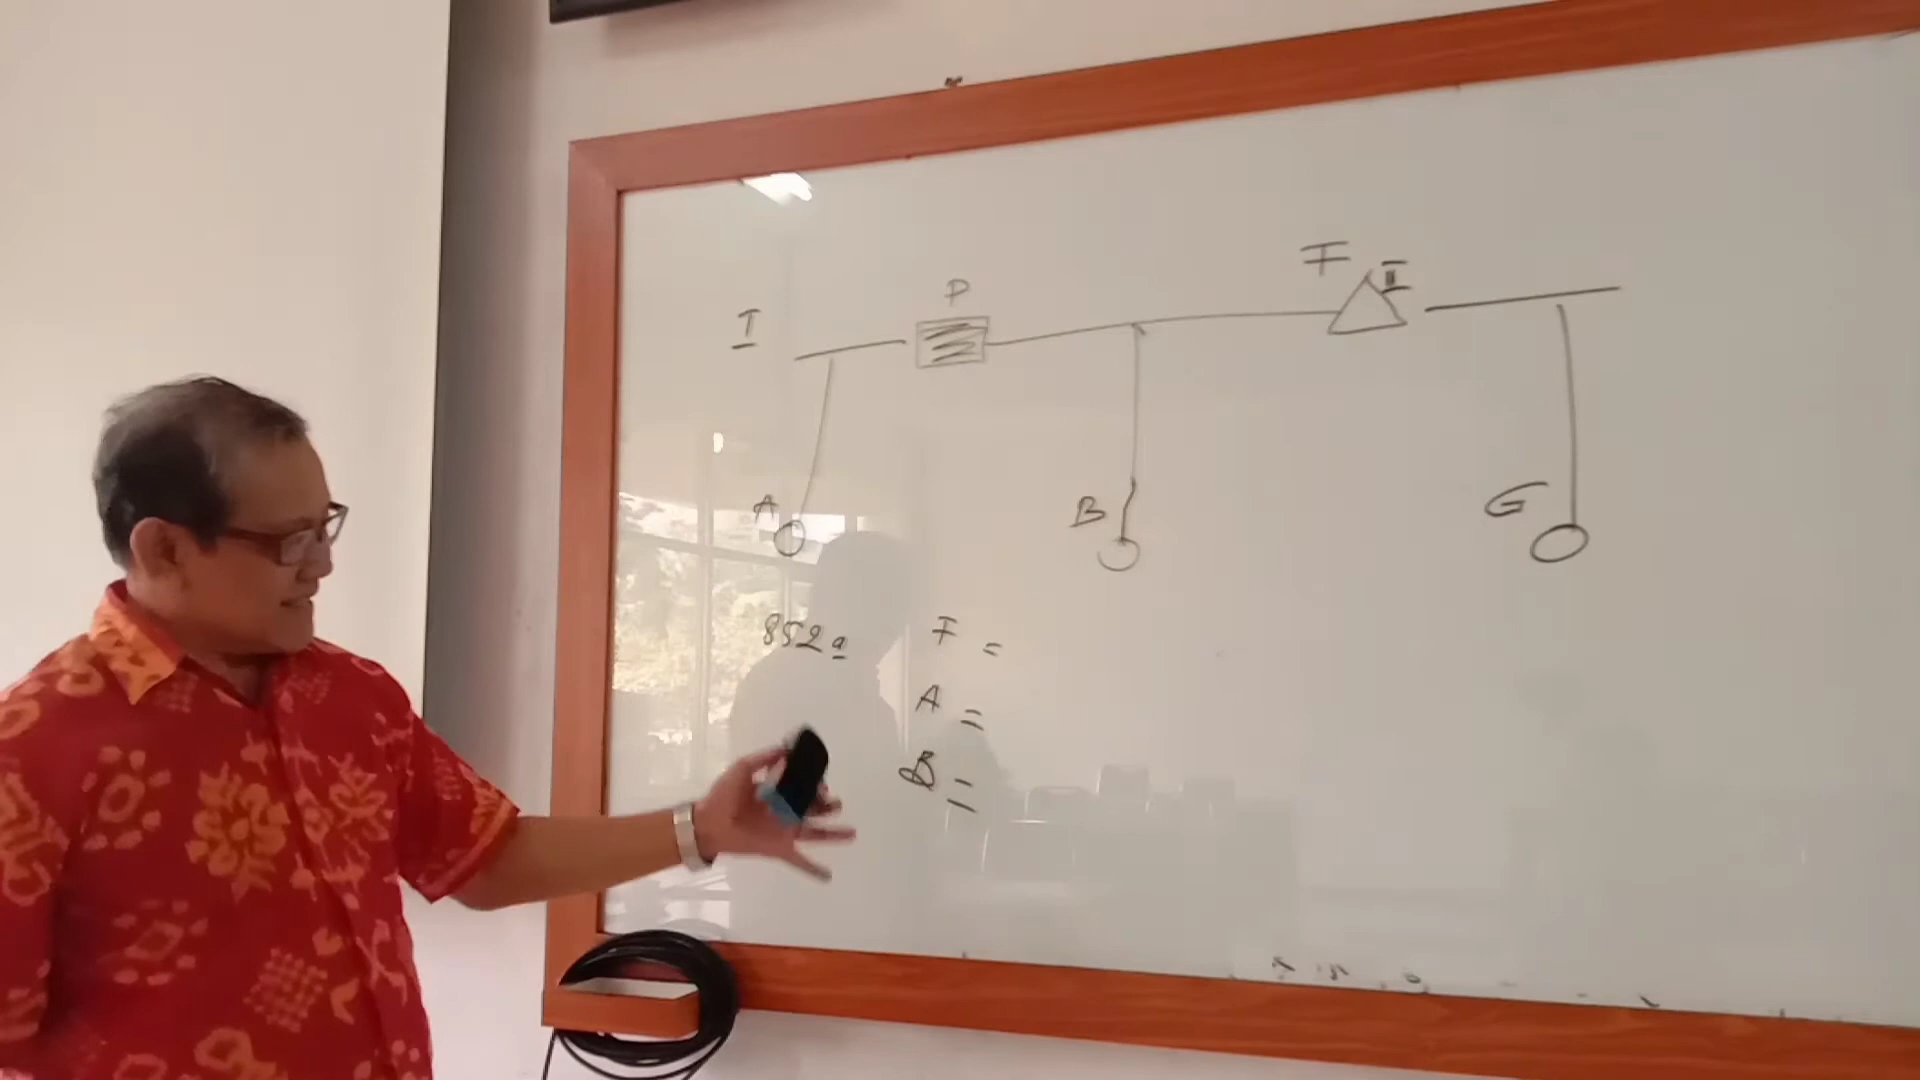 I
P
F
II
A
B
G
852a
F =
A =
B =